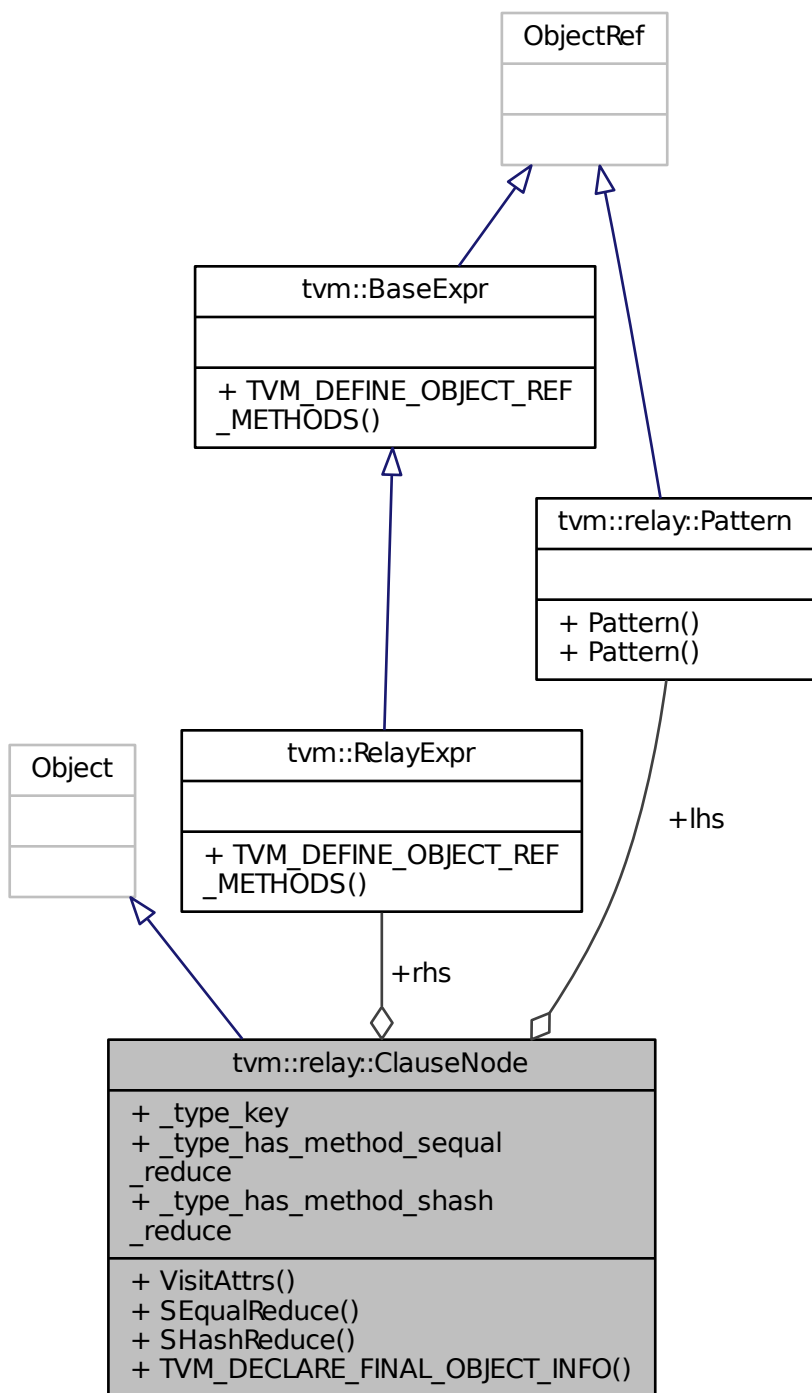 ObjectRef
tvm::BaseExpr
+ TVM_DEFINE_OBJECT_REF
_METHODS()
tvm::relay::Pattern
+ Pattern()
+ Pattern()
tvm::RelayExpr
+ TVM_DEFINE_OBJECT_REF
_METHODS()
Object
+lhs
+rhs
tvm::relay::ClauseNode
+ _type_key
+ _type_has_method_sequal
_reduce
+ _type_has_method_shash
_reduce
+ VisitAttrs()
+ SEqualReduce()
+ SHashReduce()
+ TVM_DECLARE_FINAL_OBJECT_INFO()